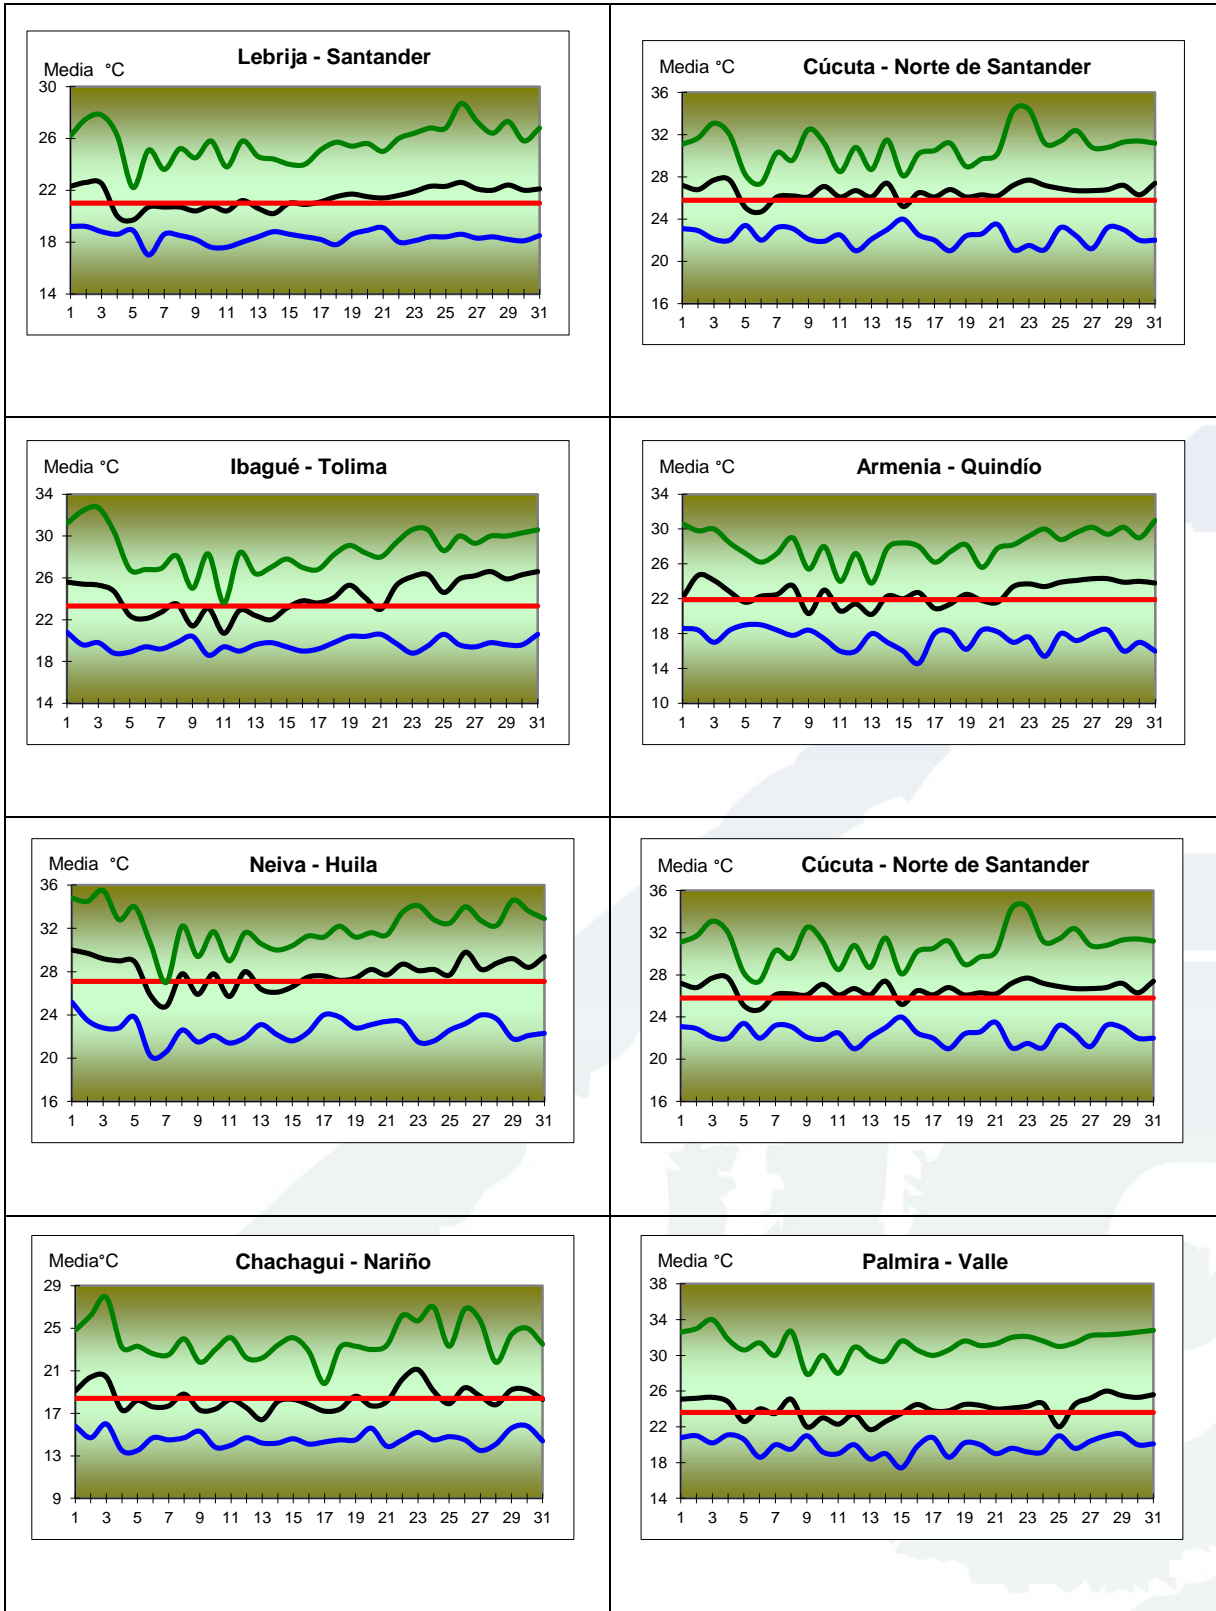 Lebrija - Santander
Media °C
30
26
22
18
14
1 3 5 7 9 11 13 15 17 19 21 23 25 27 29 31
Cúcuta - Norte de Santander
Media °C
36
32
28
24
20
16
1 3 5 7 9 11 13 15 17 19 21 23 25 27 29 31
Ibagué - Tolima
Media °C
34
30
26
22
18
14
1 3 5 7 9 11 13 15 17 19 21 23 25 27 29 31
Armenia - Quindío
Media °C
34
30
26
22
18
14
10
1 3 5 7 9 11 13 15 17 19 21 23 25 27 29 31
Neiva - Huila
Media °C
36
32
28
24
20
16
1 3 5 7 9 11 13 15 17 19 21 23 25 27 29 31
Cúcuta - Norte de Santander
Media °C
36
32
28
24
20
16
1 3 5 7 9 11 13 15 17 19 21 23 25 27 29 31
Chachagui - Nariño
Media°C
29
25
21
17
13
9
1 3 5 7 9 11 13 15 17 19 21 23 25 27 29 31
Palmira - Valle
Media °C
38
34
30
26
22
18
14
1 3 5 7 9 11 13 15 17 19 21 23 25 27 29 31